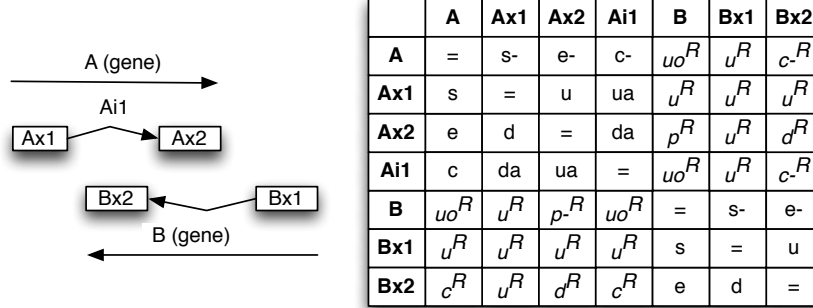 A (gene)
Ai1
Ax1 Ax2
Bx2 Bx1
B (gene)
A Ax1 Ax2 Ai1 B Bx1 Bx2
A = s- e- c- uo^R u^R c-^R
Ax1 s = u ua u^R u^R u^R
Ax2 e d = da p^R u^R d^R
Ai1 c da ua = uo^R u^R c-^R
B uo^R u^R p-^R uo^R = s- e-
Bx1 u^R u^R u^R u^R s = u
Bx2 c^R u^R d^R c^R e d =